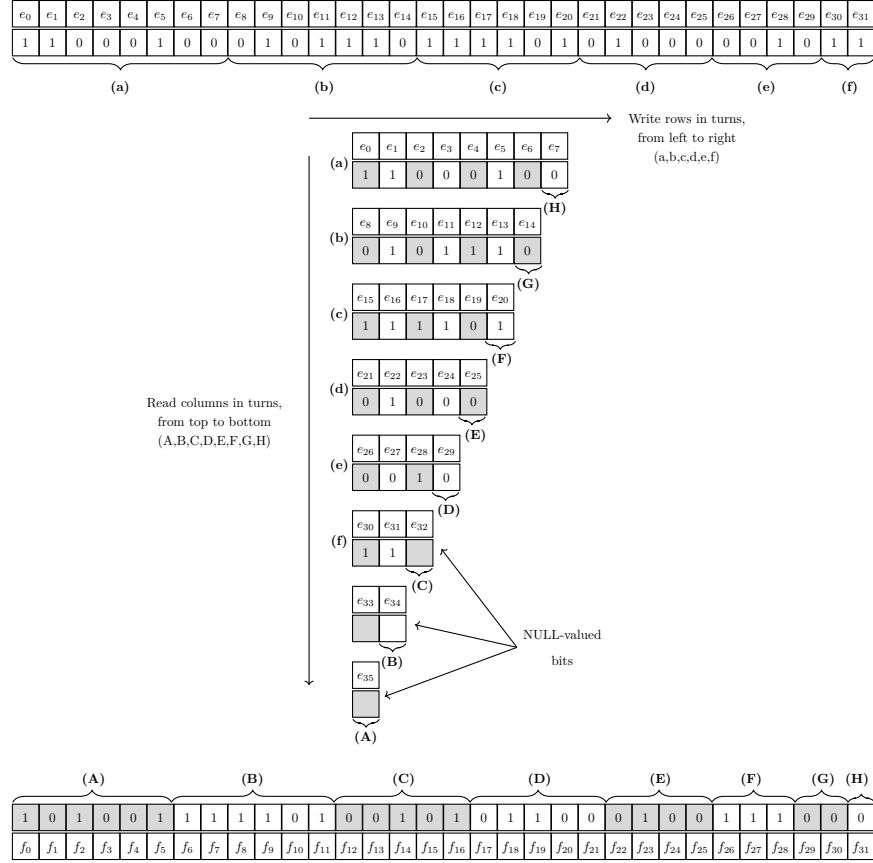 e₀ e₁ e₂ e₃ e₄ e₅ e₆ e₇ e₈ e₉ e₁₀ e₁₁ e₁₂ e₁₃ e₁₄ e₁₅ e₁₆ e₁₇ e₁₈ e₁₉ e₂₀ e₂₁ e₂₂ e₂₃ e₂₄ e₂₅ e₂₆ e₂₇ e₂₈ e₂₉ e₃₀ e₃₁
1 1 0 0 0 1 0 0 0 1 0 1 1 1 0 1 1 1 1 0 1 0 1 0 0 0 0 0 1 0 1 1
(a) (b) (c) (d) (e) (f)
Write rows in turns,
from left to right
(a,b,c,d,e,f)
e₀ e₁ e₂ e₃ e₄ e₅ e₆ e₇
(a)
1 1 0 0 0 1 0 0
(H)
e₈ e₉ e₁₀ e₁₁ e₁₂ e₁₃ e₁₄
(b)
0 1 0 1 1 1 0
(G)
e₁₅ e₁₆ e₁₇ e₁₈ e₁₉ e₂₀
(c)
1 1 1 1 0 1
(F)
e₂₁ e₂₂ e₂₃ e₂₄ e₂₅
(d)
0 1 0 0 0
(E)
Read columns in turns,
from top to bottom
(A,B,C,D,E,F,G,H)
e₂₆ e₂₇ e₂₈ e₂₉
(e)
0 0 1 0
(D)
e₃₀ e₃₁ e₃₂
(f)
1 1
(C)
e₃₃ e₃₄
(B)
NULL-valued
bits
e₃₅
(A)
(A) (B) (C) (D) (E) (F) (G) (H)
1 0 1 0 0 1 1 1 1 1 0 1 0 0 1 0 1 0 1 1 0 0 0 1 0 0 1 1 1 0 0 0
f₀ f₁ f₂ f₃ f₄ f₅ f₆ f₇ f₈ f₉ f₁₀ f₁₁ f₁₂ f₁₃ f₁₄ f₁₅ f₁₆ f₁₇ f₁₈ f₁₉ f₂₀ f₂₁ f₂₂ f₂₃ f₂₄ f₂₅ f₂₆ f₂₇ f₂₈ f₂₉ f₃₀ f₃₁